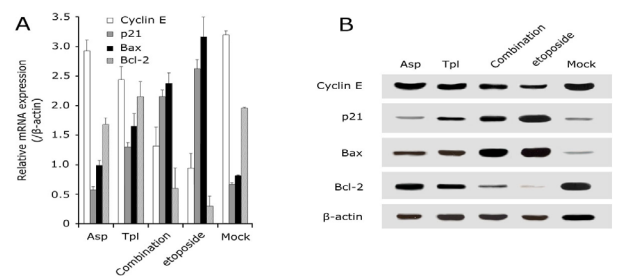 A
Relative mRNA expression
(/β-actin)
3.5
3.0
2.5
2.0
1.5
1.0
0.5
0
Cyclin E
p21
Bax
Bcl-2
Asp
Tpl
Combination
etoposide
Mock
B
Asp
Tpl
Combination
etoposide
Mock
Cyclin E
p21
Bax
Bcl-2
β-actin